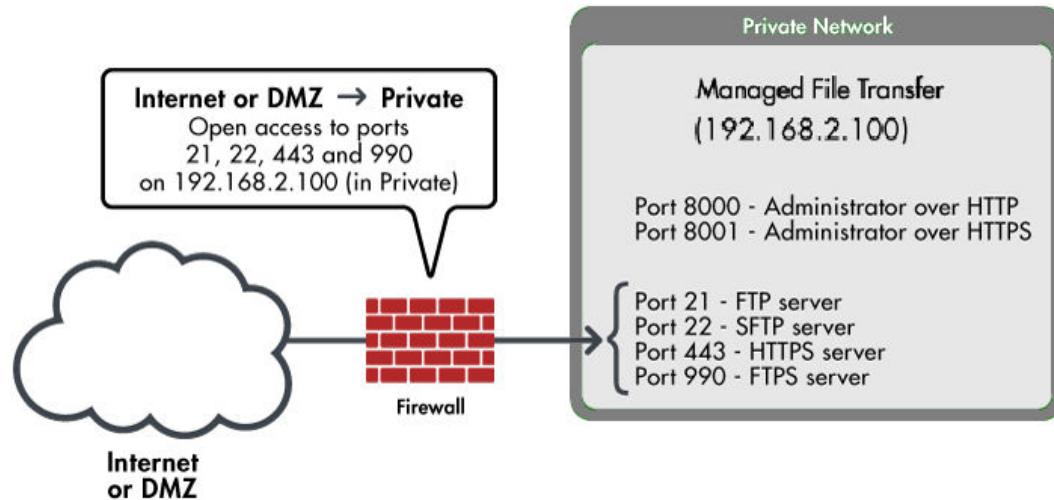 Private Network
Internet or DMZ → Private
Open access to ports
21, 22, 443 and 990
on 192.168.2.100 (in Private)
Managed File Transfer
(192.168.2.100)
Port 8000 - Administrator over HTTP
Port 8001 - Administrator over HTTPS
Port 21 - FTP server
Port 22 - SFTP server
Port 443 - HTTPS server
Port 990 - FTPS server
Firewall
Internet
or DMZ